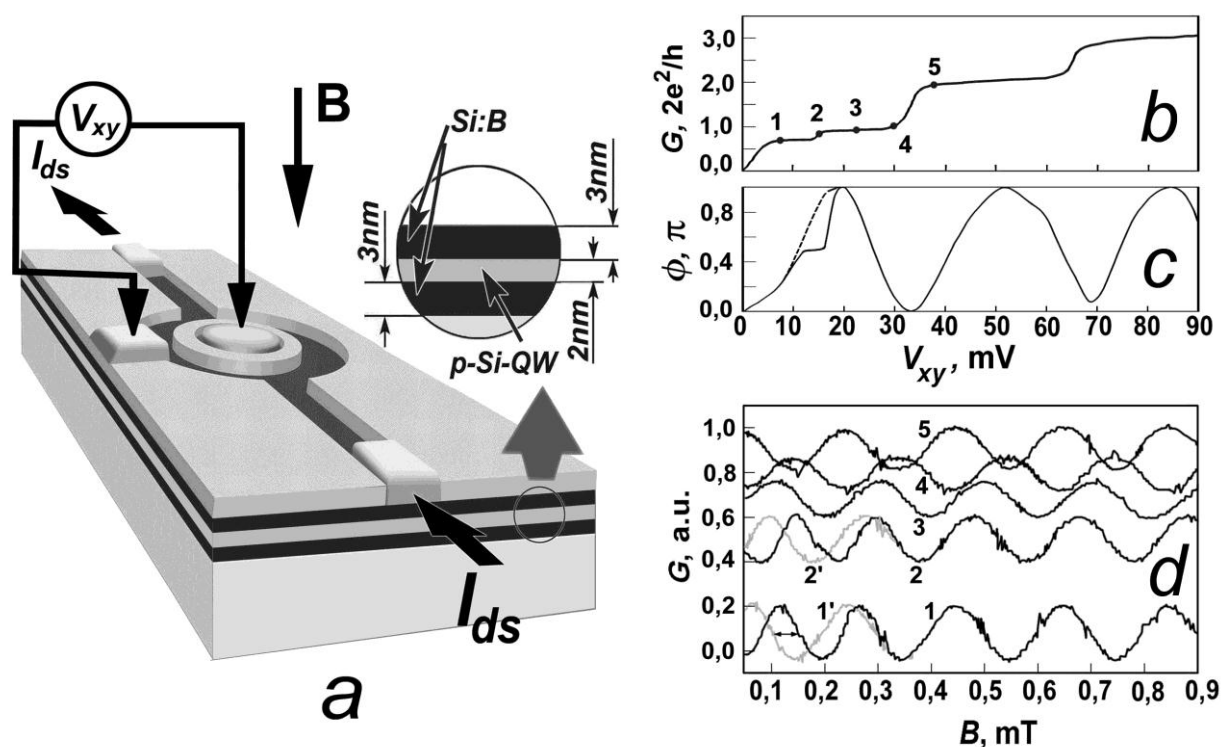 V_xy
B
I_ds
Si:B
3nm
3nm
2nm
p-Si-QW
I_ds
a
G, 2e²/h
3,0
2,0
1,0
0,0
1
2
3
4
5
b
ϕ, π
0,8
0,4
0,0
c
0 10 20 30 40 50 60 70 80 90
V_xy, mV
G, a.u.
1,0
0,8
0,6
0,4
0,2
0,0
5
4
3
2'
2
1'
1
d
0,1 0,2 0,3 0,4 0,5 0,6 0,7 0,8 0,9
B, mT